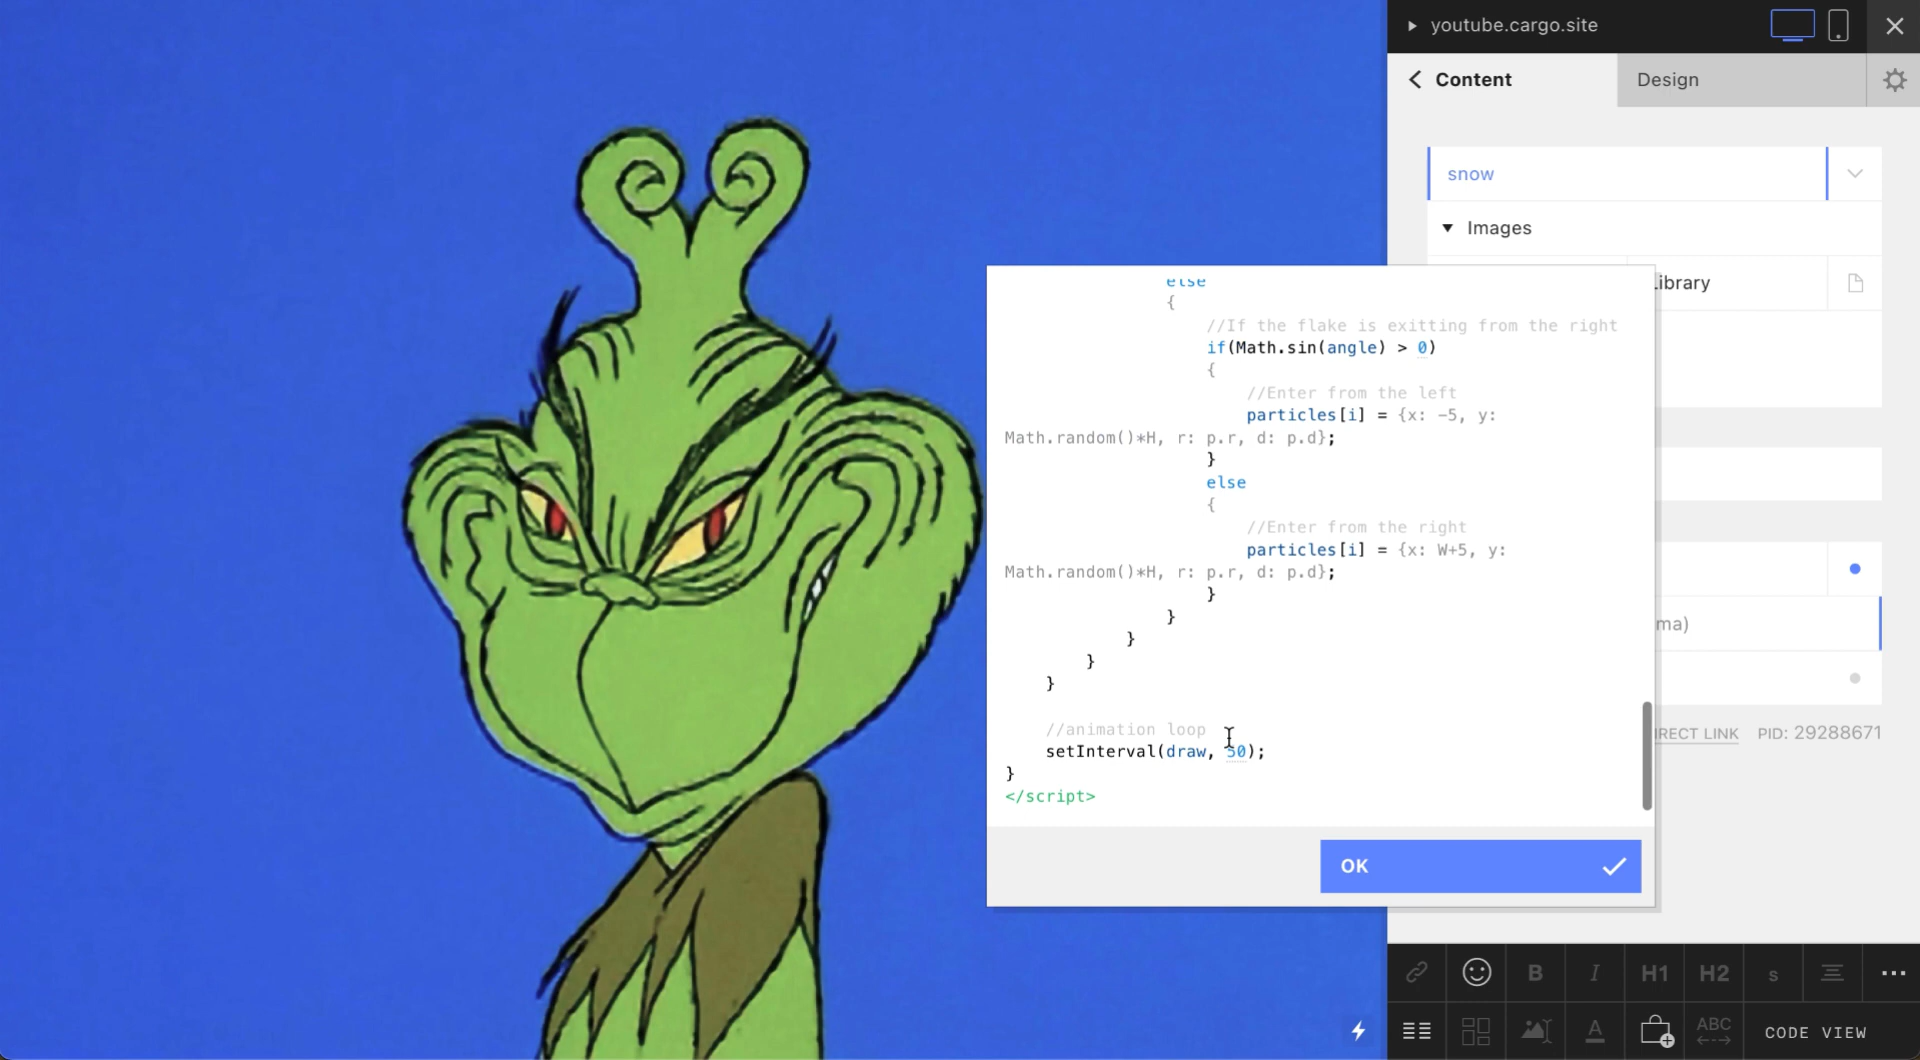 youtube.cargo.site
Content
Design
snow
Images
Library
else
{
//If the flake is exitting from the right
if(Math.sin(angle) > 0)
{
//Enter from the left
particles[i] = {x: -5, y:
Math.random()*H, r: p.r, d: p.d};
}
else
{
//Enter from the right
particles[i] = {x: W+5, y:
Math.random()*H, r: p.r, d: p.d};
}
}
}
}
}
//animation loop
setInterval(draw, 50);
}
</script>
OK
ma)
RECT LINK
PID: 29288671
B
I
H1
H2
s
A
ABC
CODE VIEW